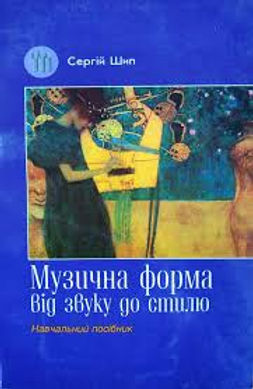 Сергій Шип
Музична форма
від звуку до стилю
Навчальний посібник